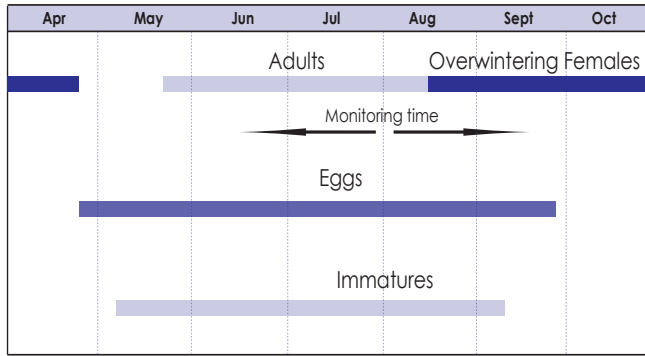 Apr May Jun Jul Aug Sept Oct
Adults Overwintering Females
Monitoring time
Eggs
Immatures